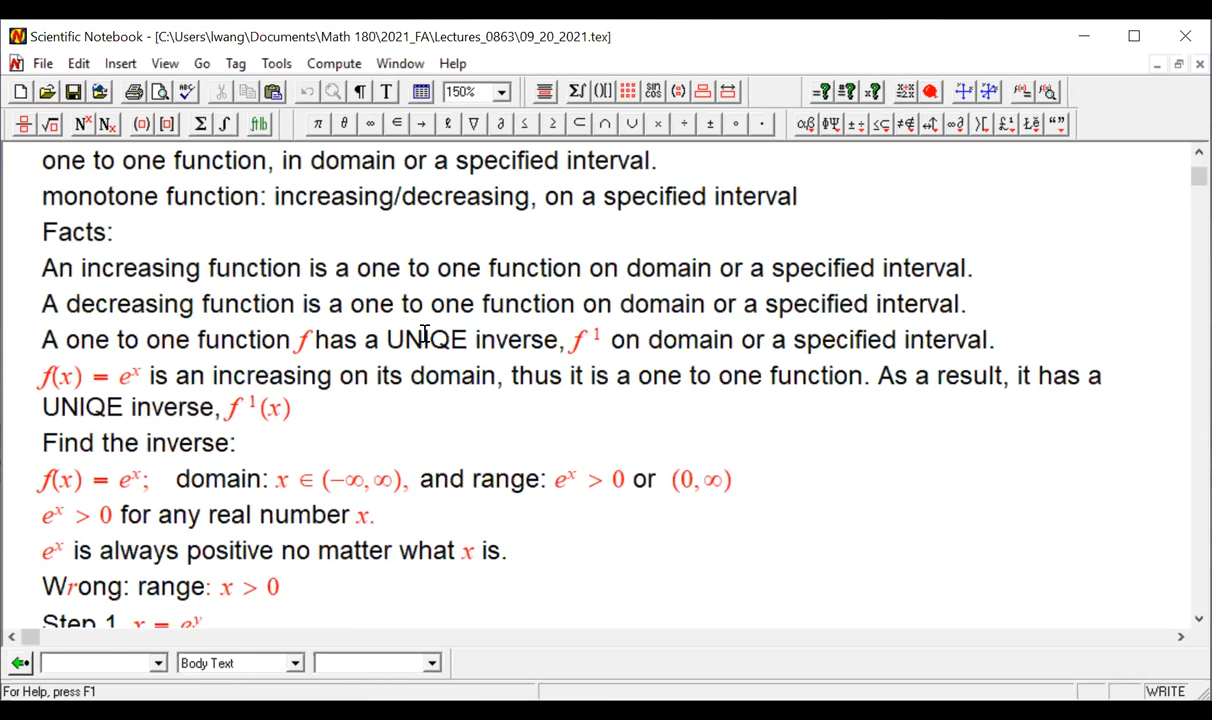 Scientific Notebook - [C:\Users\lwang\Documents\Math 180\2021_FA\Lectures_0863\09_20_2021.tex]
File Edit Insert View Go Tag Tools Compute Window Help
150%
one to one function, in domain or a specified interval.
monotone function: increasing/decreasing, on a specified interval
Facts:
An increasing function is a one to one function on domain or a specified interval.
A decreasing function is a one to one function on domain or a specified interval.
A one to one function f has a UNIQE inverse, f⁻¹ on domain or a specified interval.
f(x) = eˣ is an increasing on its domain, thus it is a one to one function. As a result, it has a
UNIQE inverse, f⁻¹(x)
Find the inverse:
f(x) = eˣ; domain: x ∈ (−∞, ∞), and range: eˣ > 0 or (0, ∞)
eˣ > 0 for any real number x.
eˣ is always positive no matter what x is.
Wrong: range: x > 0
Step 1. x = eʸ
Body Text
For Help, press F1 WRITE